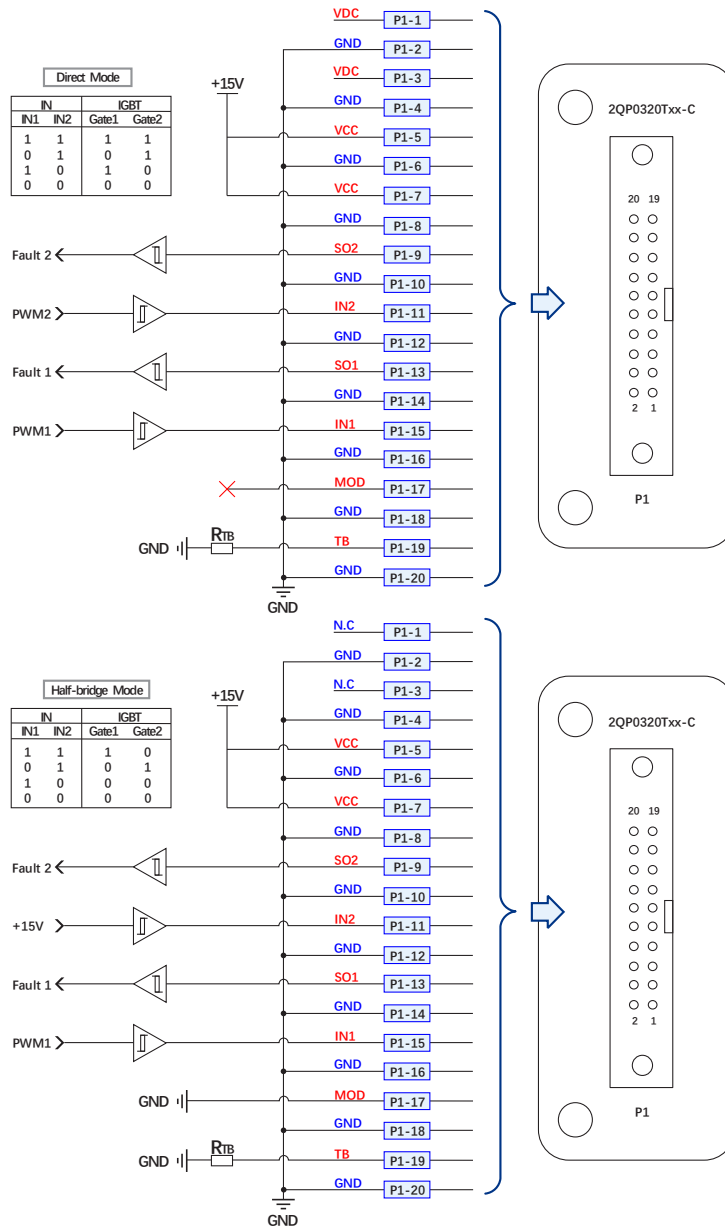 VDC P1-1
GND P1-2
Direct Mode
+15V
VDC P1-3
2QP0320Txx-C
IN IGBT
IN1 IN2 Gate1 Gate2
GND P1-4
1 1 1 1
VCC P1-5
0 1 0 1
GND P1-6
1 0 1 0
0 0 0 0
VCC P1-7
20 19
GND P1-8
Fault 2 SO2 P1-9
GND P1-10
PWM2 IN2 P1-11
GND P1-12
Fault 1 SO1 P1-13
GND P1-14
2 1
PWM1 IN1 P1-15
GND P1-16
MOD P1-17
P1
GND P1-18
GND RTB TB P1-19
GND P1-20
GND
N.C P1-1
GND P1-2
Half-bridge Mode
+15V
N.C P1-3
2QP0320Txx-C
IN IGBT
IN1 IN2 Gate1 Gate2
GND P1-4
1 1 1 0
VCC P1-5
0 1 0 1
GND P1-6
1 0 0 0
0 0 0 0
VCC P1-7
20 19
GND P1-8
Fault 2 SO2 P1-9
GND P1-10
+15V IN2 P1-11
GND P1-12
Fault 1 SO1 P1-13
GND P1-14
2 1
PWM1 IN1 P1-15
GND P1-16
GND MOD P1-17
P1
GND P1-18
GND RTB TB P1-19
GND P1-20
GND